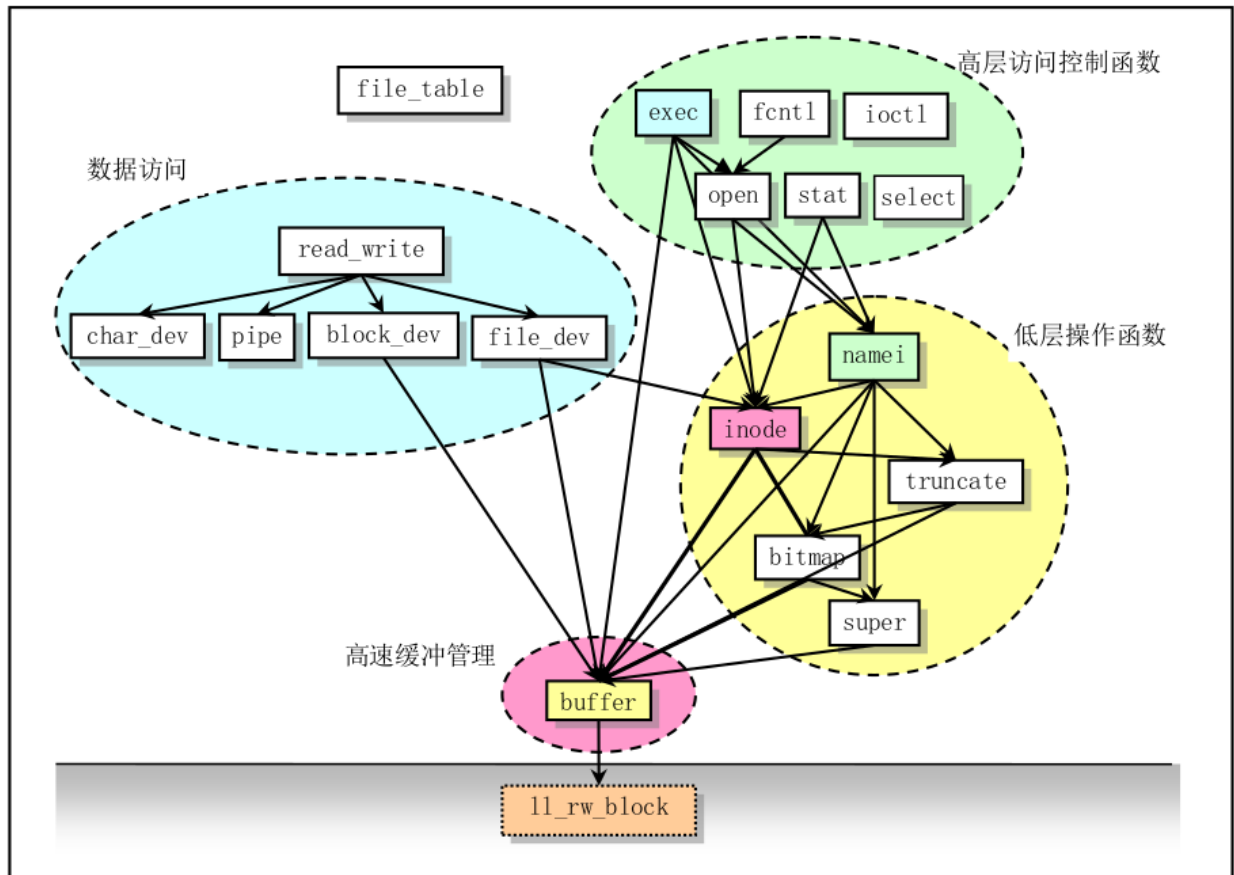 高层访问控制函数
file_table
exec
fcntl
ioctl
数据访问
open
stat
select
read_write
char_dev
pipe
block_dev
file_dev
低层操作函数
namei
inode
truncate
bitmap
super
高速缓冲管理
buffer
ll_rw_block